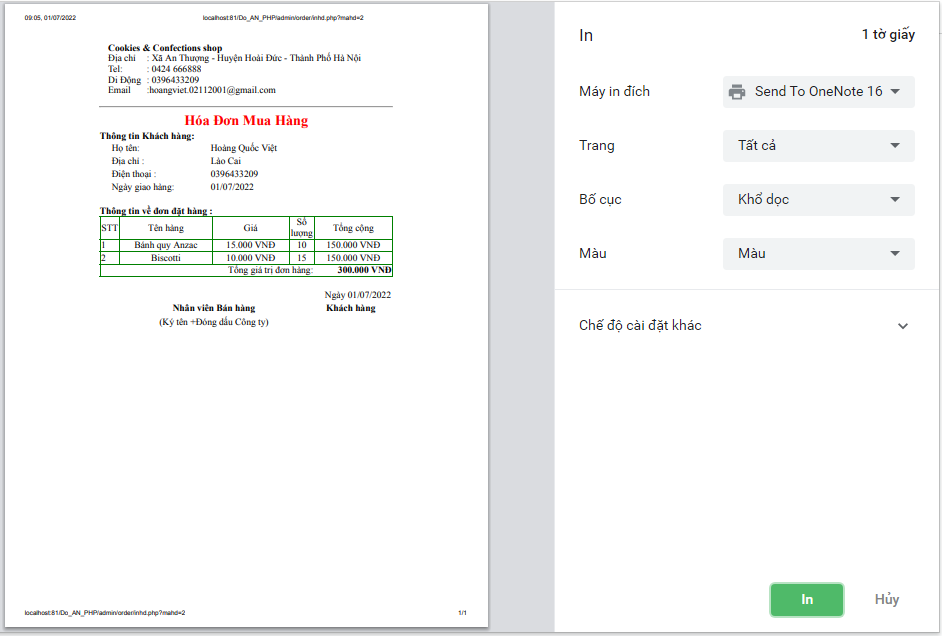 09:05, 01/07/2022 localhost:81/Do_AN_PHP/admin/order/inhd.php?mahd=2
Cookies & Confections shop
Địa chỉ : Xã An Thượng - Huyện Hoài Đức - Thành Phố Hà Nội
Tel: : 0424 666888
Di Động : 0396433209
Email :hoangviet.02112001@gmail.com
Hóa Đơn Mua Hàng
Thông tin Khách hàng:
Họ tên: Hoàng Quốc Việt
Địa chỉ : Lào Cai
Điện thoại : 0396433209
Ngày giao hàng: 01/07/2022
Thông tin về đơn đặt hàng :
STT Tên hàng Giá Số lượng Tổng cộng
1 Bánh quy Anzac 15.000 VNĐ 10 150.000 VNĐ
2 Biscotti 10.000 VNĐ 15 150.000 VNĐ
Tổng giá trị đơn hàng: 300.000 VNĐ
Ngày 01/07/2022
Nhân viên Bán hàng Khách hàng
(Ký tên +Đóng dấu Công ty)
localhost:81/Do_AN_PHP/admin/order/inhd.php?mahd=2 1/1
In 1 tờ giấy
Máy in đích Send To OneNote 16
Trang Tất cả
Bố cục Khổ dọc
Màu Màu
Chế độ cài đặt khác
In Hủy